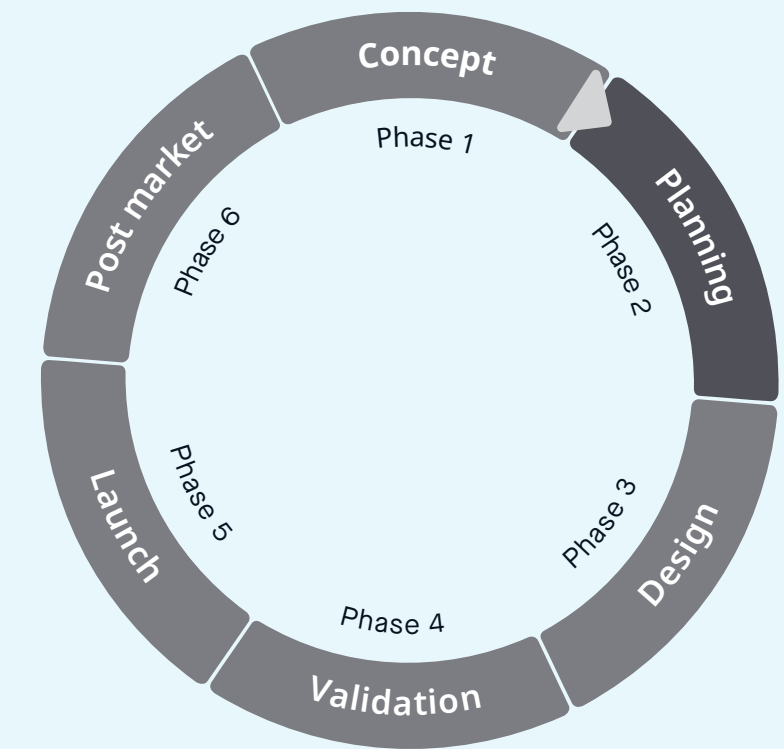 Concept
Phase 1
Planning
Phase 2
Design
Phase 3
Validation
Phase 4
Launch
Phase 5
Post market
Phase 6